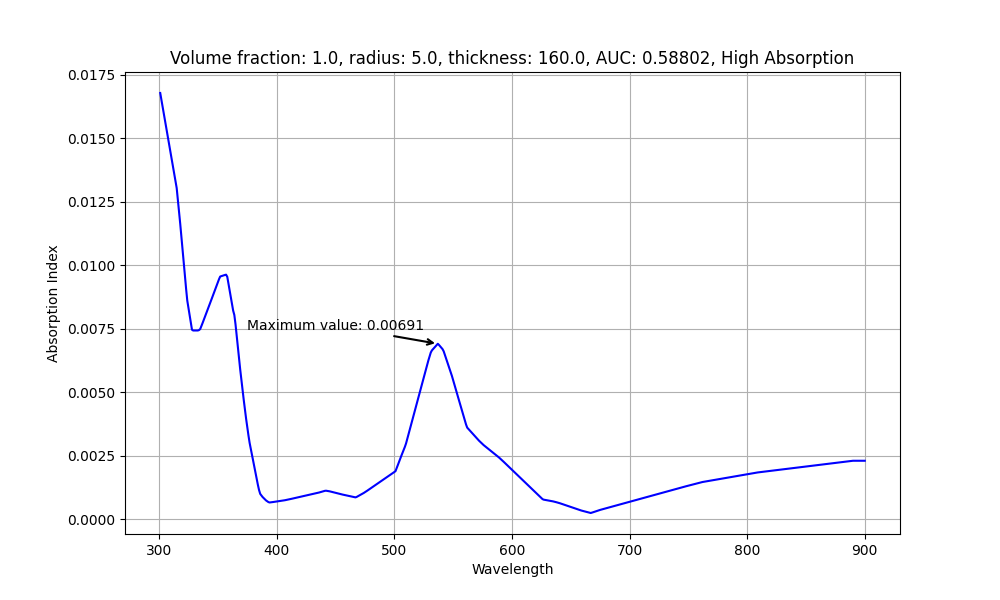 Volume fraction: 1.0, radius: 5.0, thickness: 160.0, AUC: 0.58802, High Absorption
0.0175
0.0150
0.0125
0.0100
0.0075
0.0050
0.0025
0.0000
Absorption Index
Maximum value: 0.00691
300 400 500 600 700 800 900
Wavelength